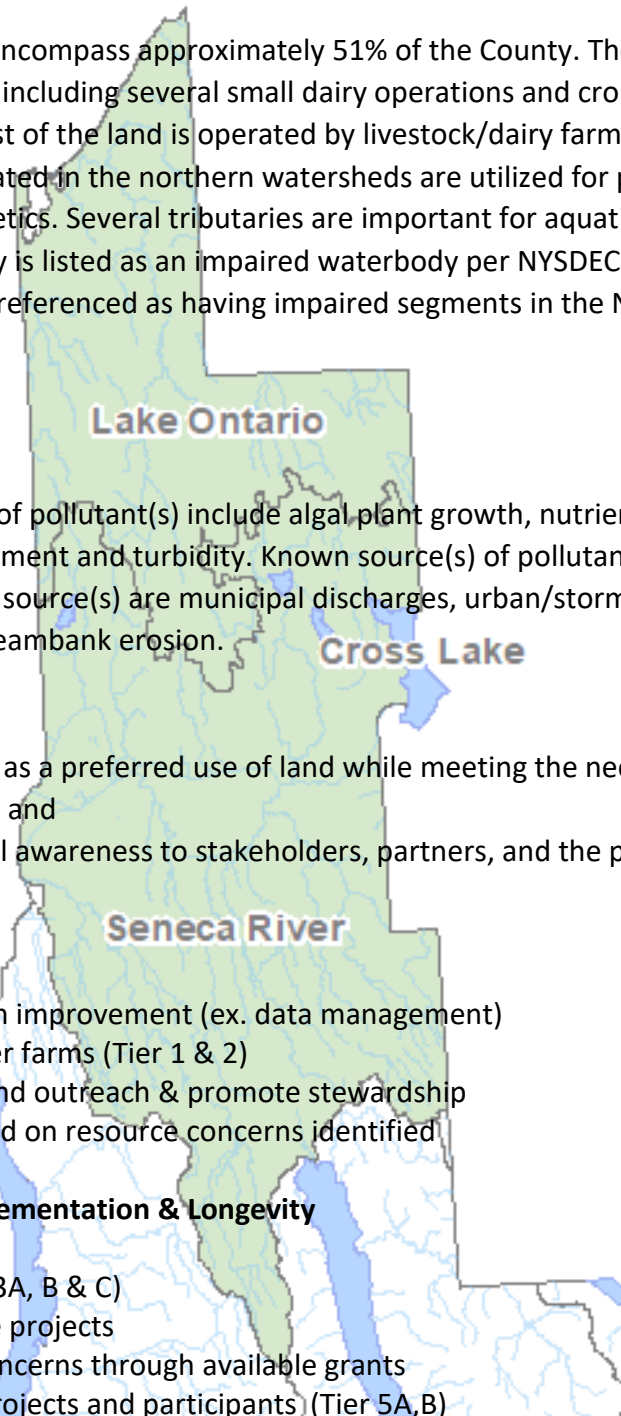 ncompass approximately 51% of the County. Th
including several small dairy operations and cro
st of the land is operated by livestock/dairy farm
ated in the northern watersheds are utilized for p
etics. Several tributaries are important for aquat
y is listed as an impaired waterbody per NYSDEC
referenced as having impaired segments in the N
Lake Ontario
of pollutant(s) include algal plant growth, nutrie
ment and turbidity. Known source(s) of pollutan
source(s) are municipal discharges, urban/storm
eambank erosion.
Cross Lake
as a preferred use of land while meeting the nee
and
l awareness to stakeholders, partners, and the p
Seneca River
n improvement (ex. data management)
er farms (Tier 1 & 2)
nd outreach & promote stewardship
d on resource concerns identified
ementation & Longevity
3A, B & C)
e projects
ncerns through available grants
rojects and participants (Tier 5A,B)